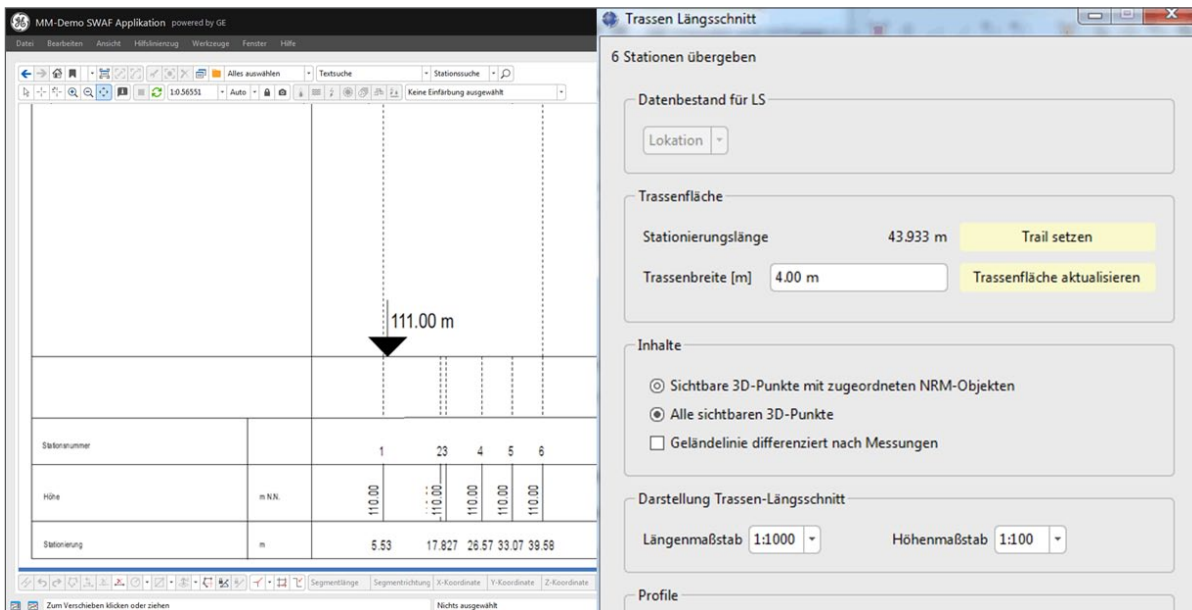 MM-Demo SWAF Applikation powered by GE
Datei Bearbeiten Ansicht Hilfslinienzug Werkzeuge Fenster Hilfe
Alles auswählen Textsuche Stationssuche
1:0.56551 Auto Keine Einfärbung ausgewählt
111.00 m
Stationsnummer 1 23 4 5 6
Höhe m N.N. 110.00 110.00 110.00 110.00 110.00
Stationierung m 5.53 17.827 26.57 33.07 39.58
Segmentlänge Segmentrichtung X-Koordinate Y-Koordinate Z-Koordinate
Zum Verschieben klicken oder ziehen Nichts ausgewählt
Trassen Längsschnitt
6 Stationen übergeben
Datenbestand für LS
Lokation
Trassenfläche
Stationierungslänge 43.933 m Trail setzen
Trassenbreite [m] 4.00 m Trassenfläche aktualisieren
Inhalte
Sichtbare 3D-Punkte mit zugeordneten NRM-Objekten
Alle sichtbaren 3D-Punkte
Geländelinie differenziert nach Messungen
Darstellung Trassen-Längsschnitt
Längenmaßstab 1:1000 Höhenmaßstab 1:100
Profile